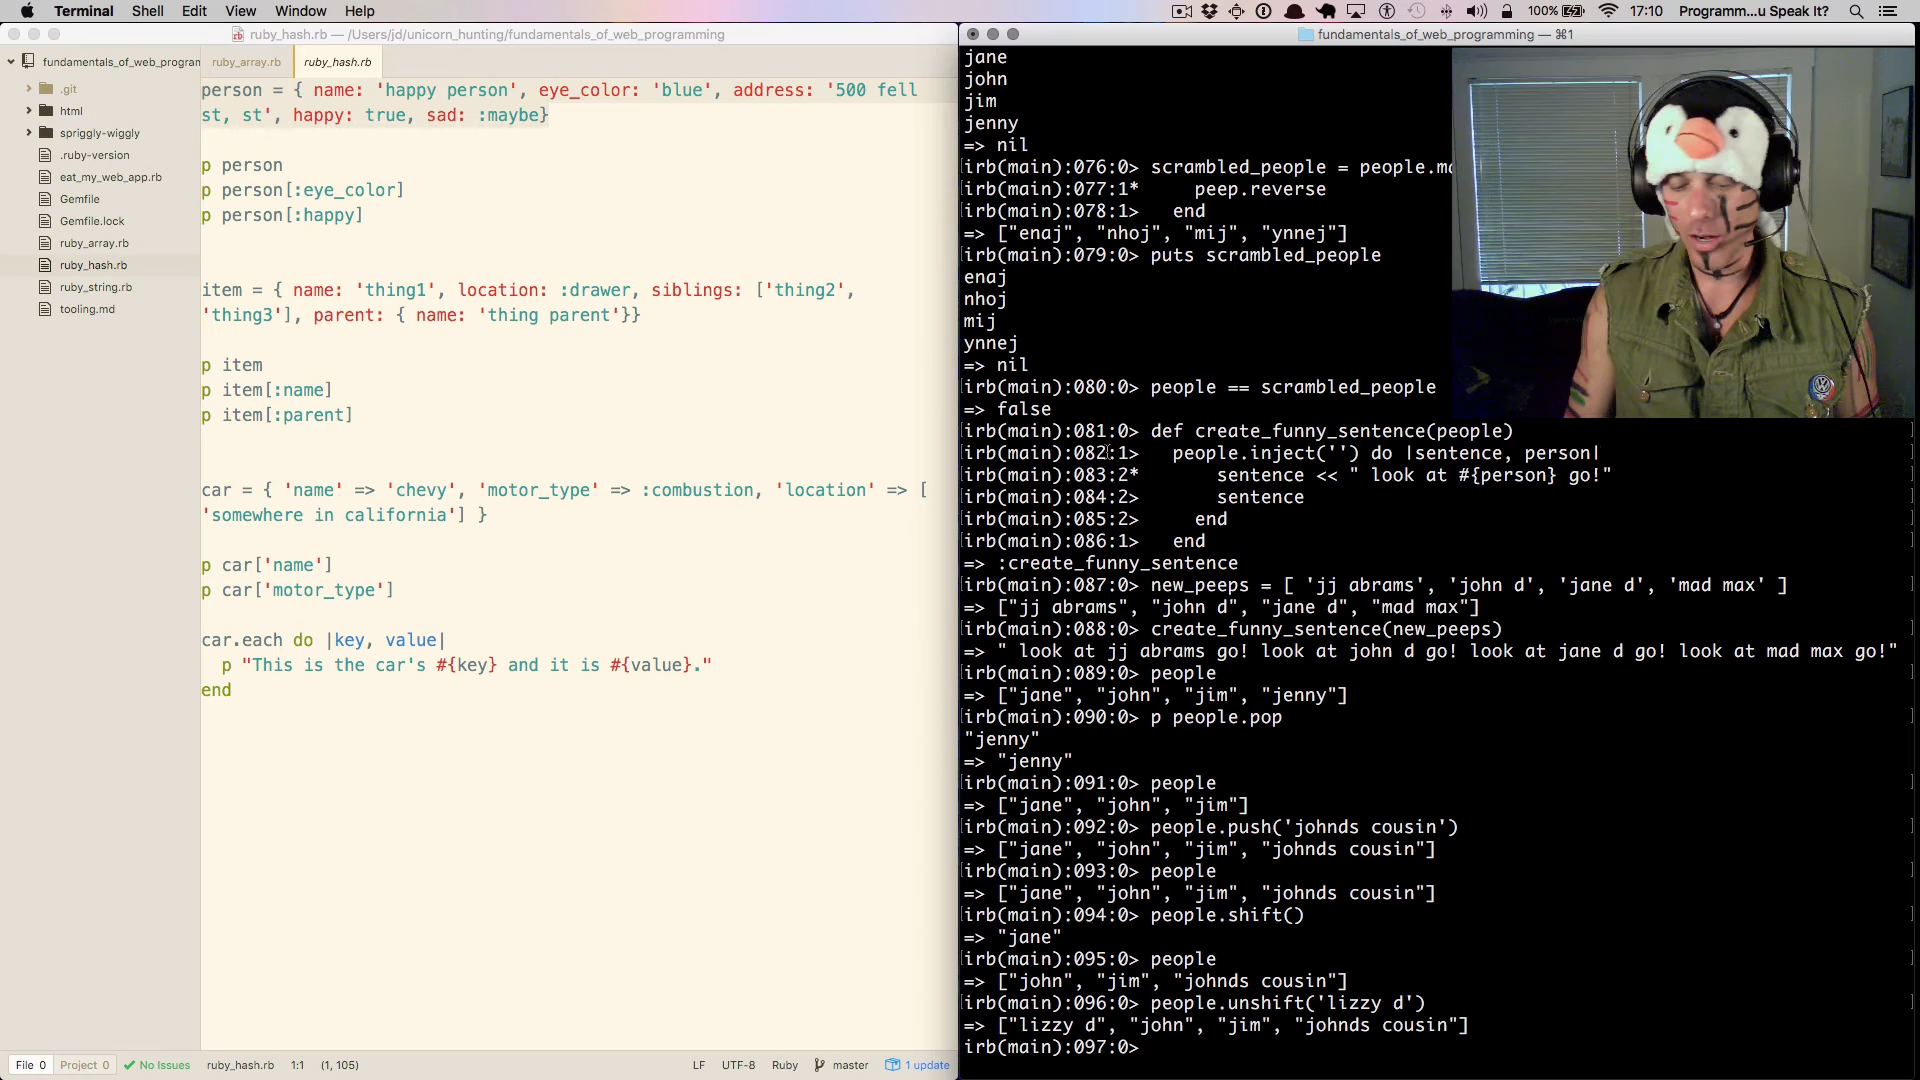 Terminal Shell Edit View Window Help
100% 17:10 Programm...u Speak It?
ruby_hash.rb — /Users/jd/unicorn_hunting/fundamentals_of_web_programming
fundamentals_of_web_program
.git
html
spriggly-wiggly
.ruby-version
eat_my_web_app.rb
Gemfile
Gemfile.lock
ruby_array.rb
ruby_hash.rb
ruby_string.rb
tooling.md
ruby_array.rb ruby_hash.rb
person = { name: 'happy person', eye_color: 'blue', address: '500 fell
st, st', happy: true, sad: :maybe}
p person
p person[:eye_color]
p person[:happy]
item = { name: 'thing1', location: :drawer, siblings: ['thing2',
'thing3'], parent: { name: 'thing parent'}}
p item
p item[:name]
p item[:parent]
car = { 'name' => 'chevy', 'motor_type' => :combustion, 'location' => [
'somewhere in california'] }
p car['name']
p car['motor_type']
car.each do |key, value|
p "This is the car's #{key} and it is #{value}."
end
File 0 Project 0 No Issues ruby_hash.rb 1:1 (1, 105) LF UTF-8 Ruby master 1 update
fundamentals_of_web_programming — ⌘1
jane
john
jim
jenny
=> nil
irb(main):076:0> scrambled_people = people.m
irb(main):077:1* peep.reverse
irb(main):078:1> end
=> ["enaj", "nhoj", "mij", "ynnej"]
irb(main):079:0> puts scrambled_people
enaj
nhoj
mij
ynnej
=> nil
irb(main):080:0> people == scrambled_people
=> false
irb(main):081:0> def create_funny_sentence(people)
irb(main):082:1> people.inject('') do |sentence, person|
irb(main):083:2* sentence << " look at #{person} go!"
irb(main):084:2> sentence
irb(main):085:2> end
irb(main):086:1> end
=> :create_funny_sentence
irb(main):087:0> new_peeps = [ 'jj abrams', 'john d', 'jane d', 'mad max' ]
=> ["jj abrams", "john d", "jane d", "mad max"]
irb(main):088:0> create_funny_sentence(new_peeps)
=> " look at jj abrams go! look at john d go! look at jane d go! look at mad max go!"
irb(main):089:0> people
=> ["jane", "john", "jim", "jenny"]
irb(main):090:0> p people.pop
"jenny"
=> "jenny"
irb(main):091:0> people
=> ["jane", "john", "jim"]
irb(main):092:0> people.push('johnds cousin')
=> ["jane", "john", "jim", "johnds cousin"]
irb(main):093:0> people
=> ["jane", "john", "jim", "johnds cousin"]
irb(main):094:0> people.shift()
=> "jane"
irb(main):095:0> people
=> ["john", "jim", "johnds cousin"]
irb(main):096:0> people.unshift('lizzy d')
=> ["lizzy d", "john", "jim", "johnds cousin"]
irb(main):097:0>